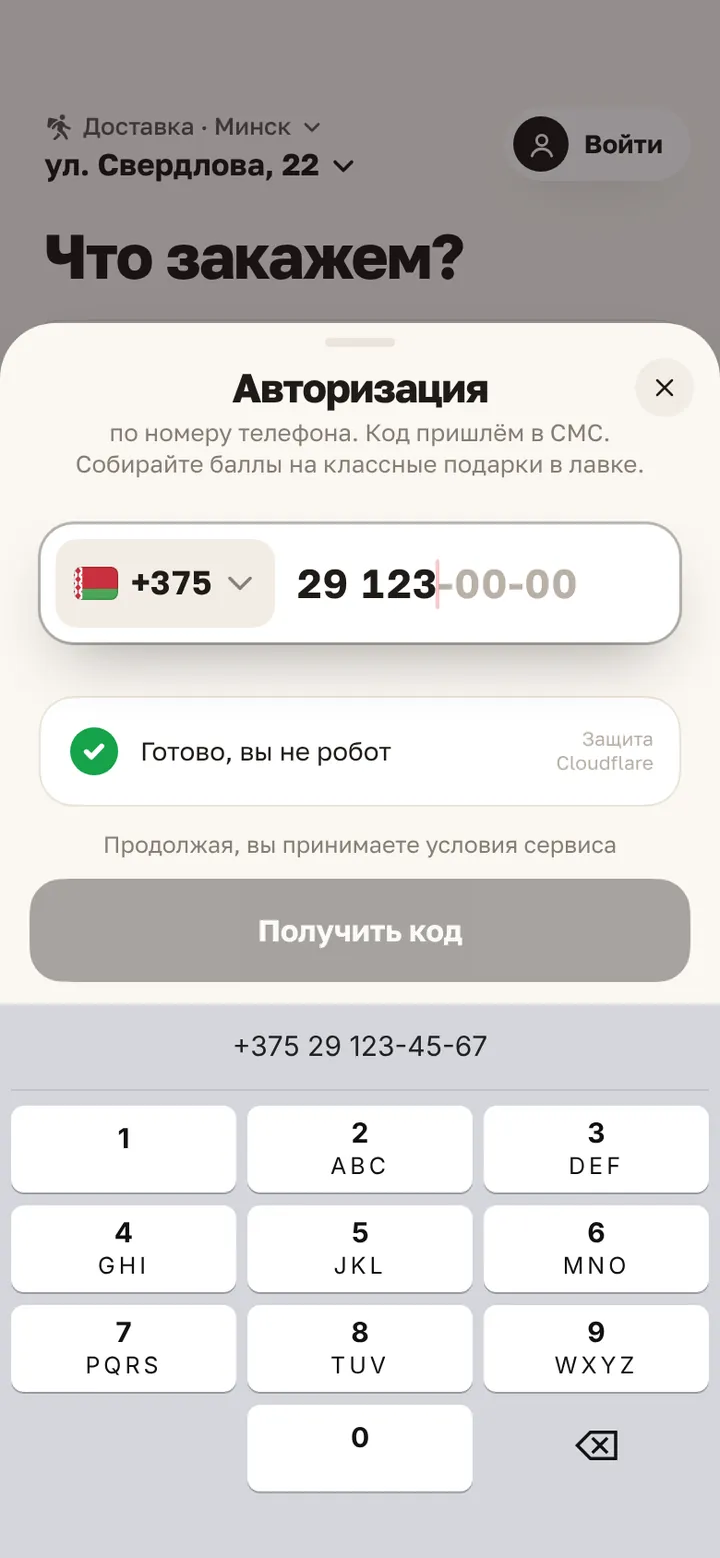 Доставка · Минск
ул. Свердлова, 22
Войти
Что закажем?
Авторизация
по номеру телефона. Код пришлём в СМС.
Собирайте баллы на классные подарки в лавке.
+375
29 123-00-00
Готово, вы не робот
Защита
Cloudflare
Продолжая, вы принимаете условия сервиса
Получить код
+375 29 123-45-67
1
2
ABC
3
DEF
4
GHI
5
JKL
6
MNO
7
PQRS
8
TUV
9
WXYZ
0